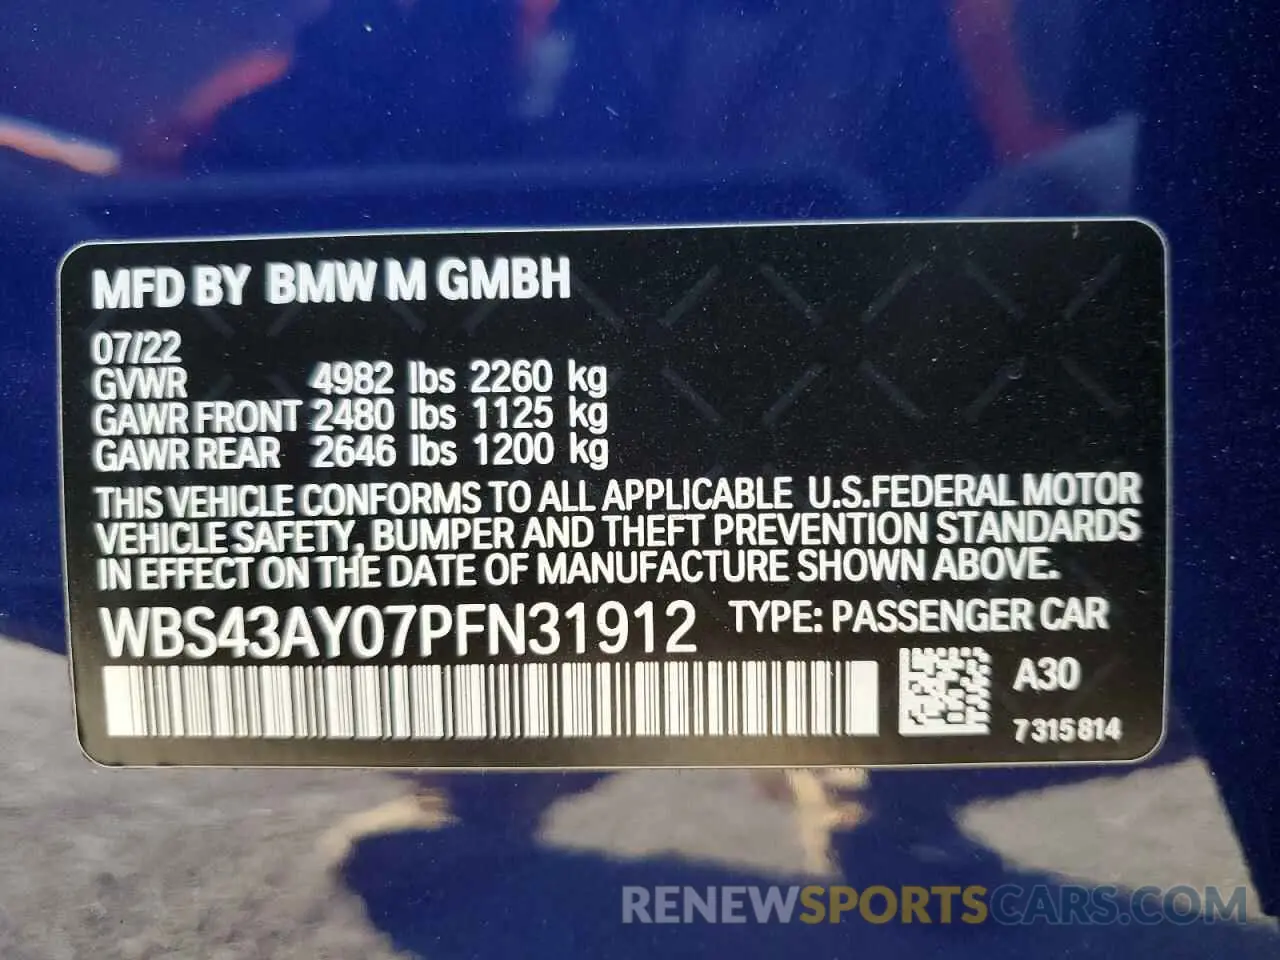 MFD BY BMW M GMBH
07/22
GVWR 4982 lbs 2260 kg
GAWR FRONT 2480 lbs 1125 kg
GAWR REAR 2646 lbs 1200 kg
THIS VEHICLE CONFORMS TO ALL APPLICABLE U.S.FEDERAL MOTOR
VEHICLE SAFETY, BUMPER AND THEFT PREVENTION STANDARDS
IN EFFECT ON THE DATE OF MANUFACTURE SHOWN ABOVE.
WBS43AY07PFN31912 TYPE: PASSENGER CAR
A30
7315814
RENEWSPORTSCARS.COM